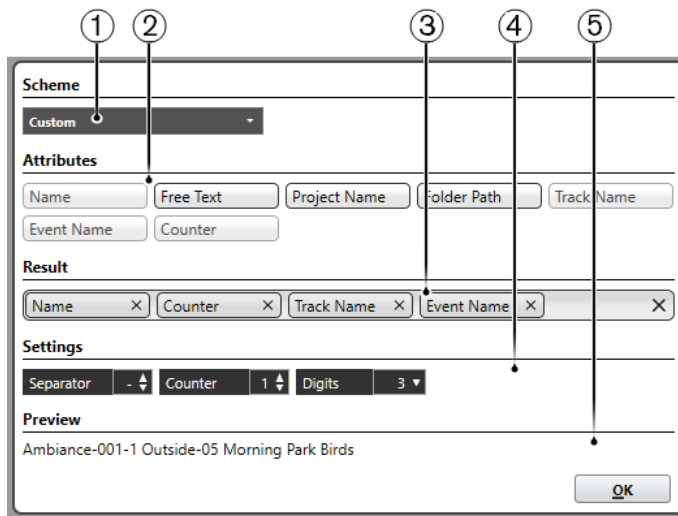 1 2 3 4 5
Scheme
Custom
Attributes
Name Free Text Project Name Folder Path Track Name
Event Name Counter
Result
Name × Counter × Track Name × Event Name × ×
Settings
Separator - Counter 1 Digits 3
Preview
Ambiance-001-1 Outside-05 Morning Park Birds
OK